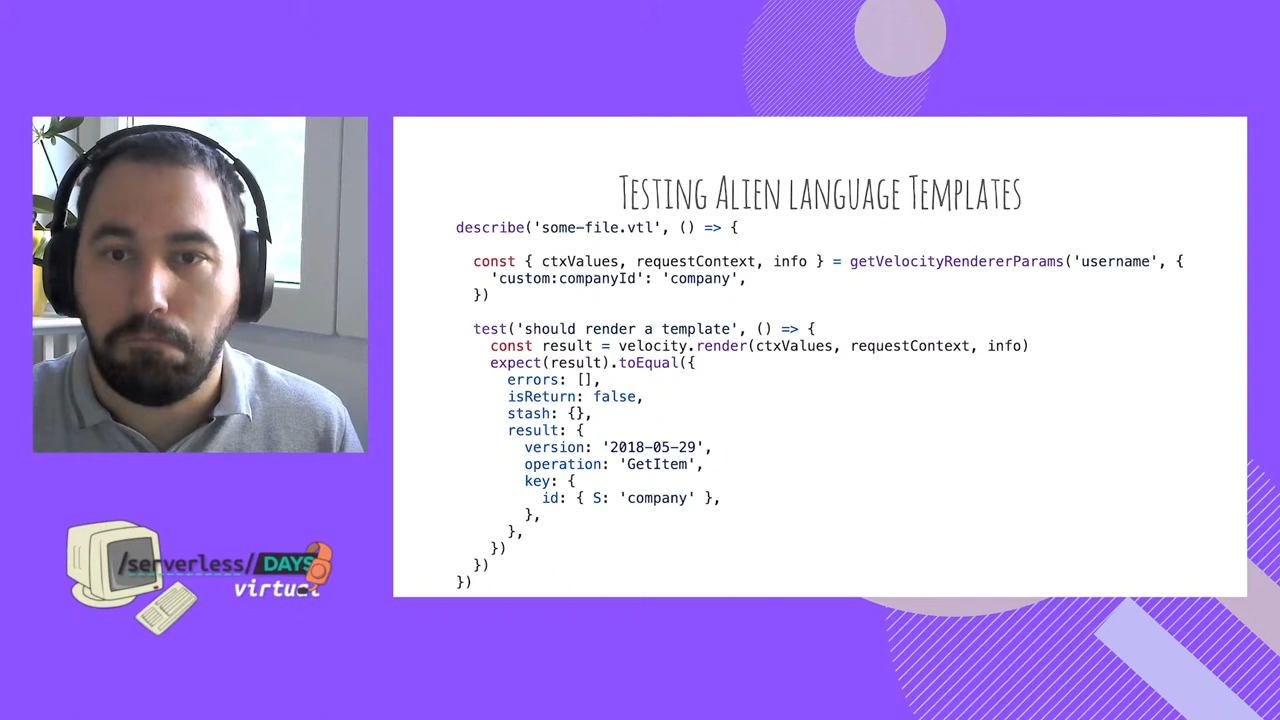 Testing Alien language Templates
describe('some-file.vtl', () => {
const { ctxValues, requestContext, info } = getVelocityRendererParams('username', {
'custom:companyId': 'company',
})
test('should render a template', () => {
const result = velocity.render(ctxValues, requestContext, info)
expect(result).toEqual({
errors: [],
isReturn: false,
stash: {},
result: {
version: '2018-05-29',
operation: 'GetItem',
key: {
id: { S: 'company' },
},
},
})
})
})
/serverless/DAYS
virtual